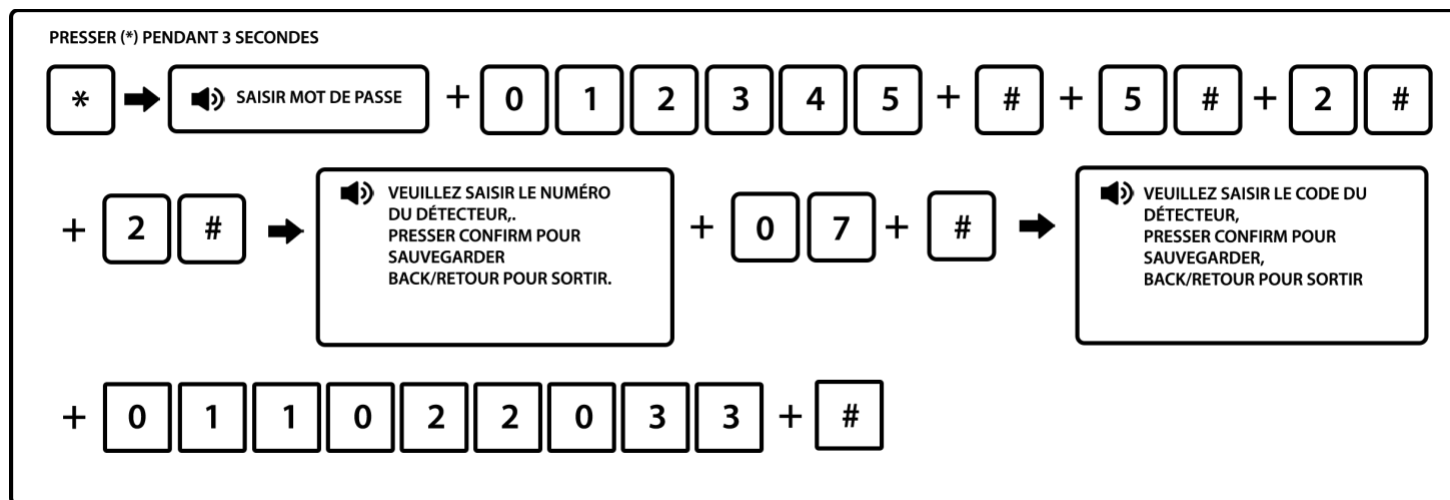 PRESSER (*) PENDANT 3 SECONDES
* SAISIR MOT DE PASSE + 0 1 2 3 4 5 + # + 5 # + 2 #
+ 2 # VEUILLEZ SAISIR LE NUMÉRO
DU DÉTECTEUR,.
PRESSER CONFIRM POUR
SAUVEGARDER
BACK/RETOUR POUR SORTIR.
+ 0 7 + # VEUILLEZ SAISIR LE CODE DU
DÉTECTEUR,
PRESSER CONFIRM POUR
SAUVEGARDER,
BACK/RETOUR POUR SORTIR
+ 0 1 1 0 2 2 0 3 3 + #